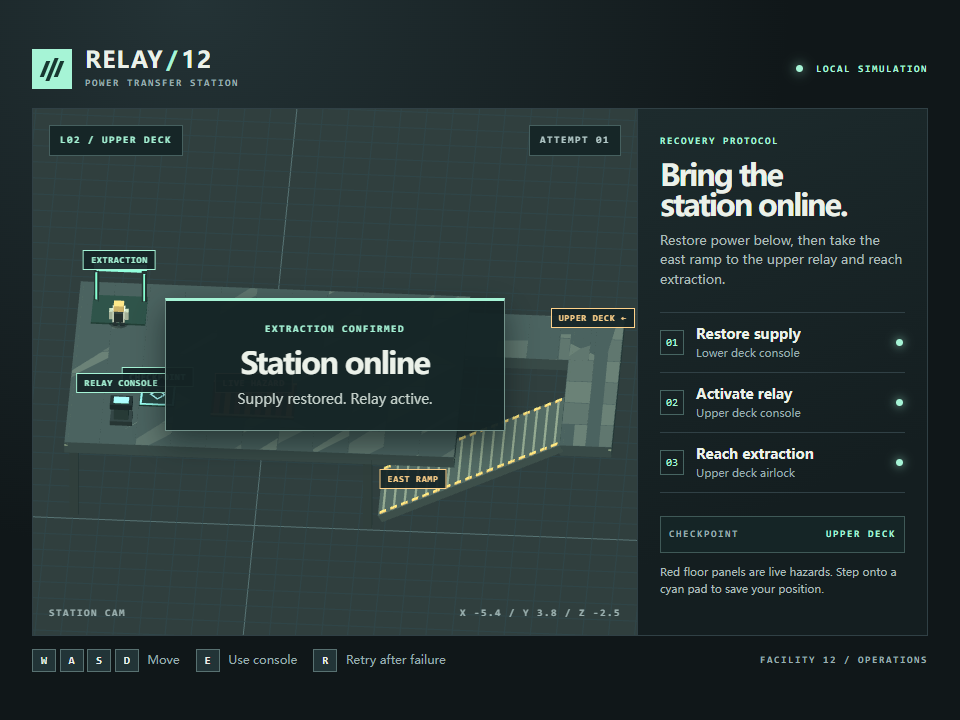 RELAY/12
POWER TRANSFER STATION
LOCAL SIMULATION
L02 / UPPER DECK
ATTEMPT 01
EXTRACTION
UPPER DECK ←
EXTRACTION CONFIRMED
Station online
Supply restored. Relay active.
RELAY CONSOLE
EAST RAMP
STATION CAM
X -5.4 / Y 3.8 / Z -2.5
RECOVERY PROTOCOL
Bring the
station online.
Restore power below, then take the
east ramp to the upper relay and reach
extraction.
01 Restore supply
Lower deck console
02 Activate relay
Upper deck console
03 Reach extraction
Upper deck airlock
CHECKPOINT UPPER DECK
Red floor panels are live hazards. Step onto a
cyan pad to save your position.
W A S D Move E Use console R Retry after failure
FACILITY 12 / OPERATIONS